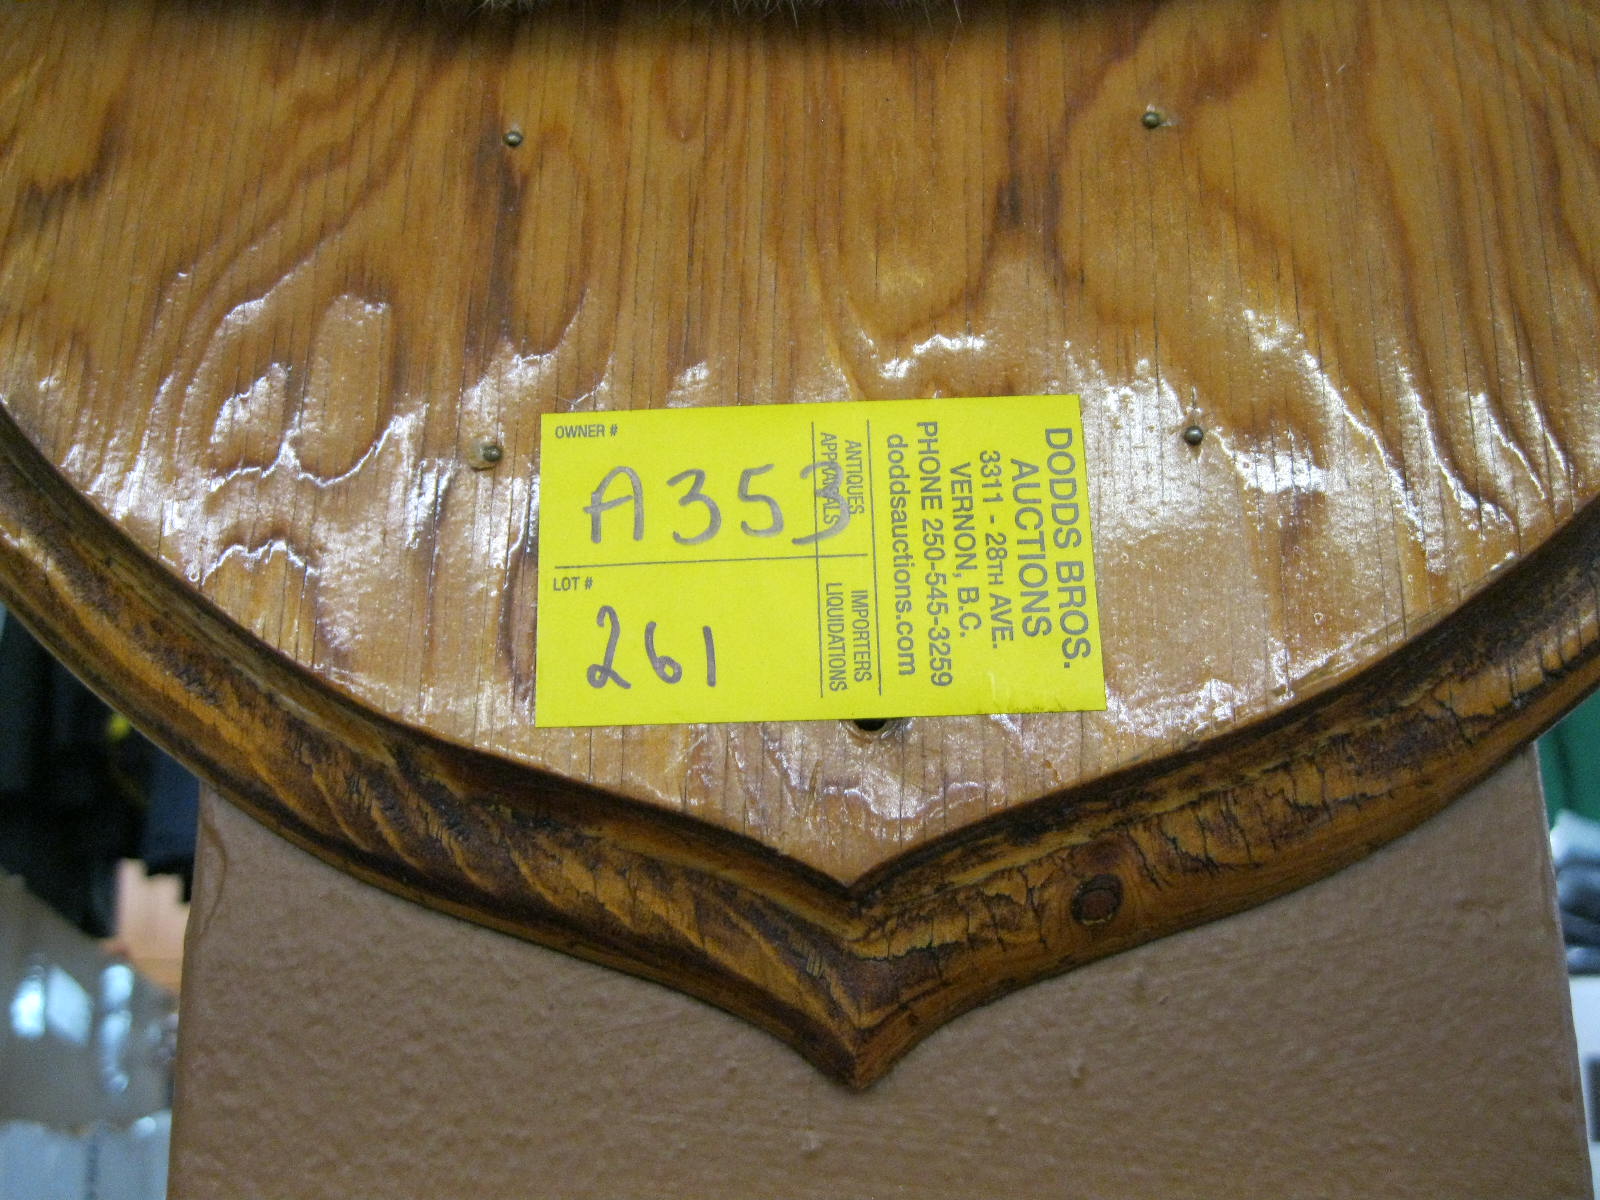 OWNER #
A353
LOT #
261
ANTIQUES
APPRAISALS
IMPORTERS
LIQUIDATIONS
DODDS BROS.
AUCTIONS
3311 - 28TH AVE.
VERNON, B.C.
PHONE 250-545-3259
doddsauctions.com